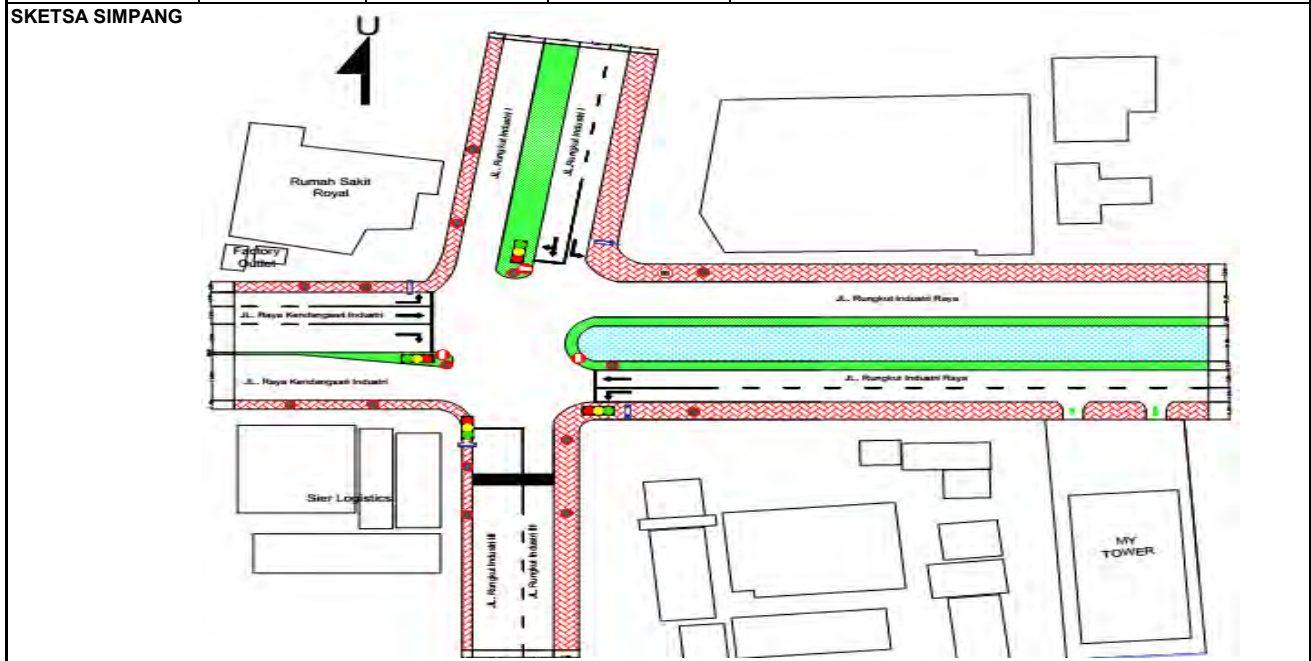 SKETSA SIMPANG
U
JL. Rungkut Industri I
JL. Rungkut Industri I
Rumah Sakit
Royal
Factory
Outlet
JL. Rungkut Industri Raya
JL. Raya Kendangsari Industri
JL. Raya Kendangsari Industri
JL. Rungkut Industri Raya
Sier Logistics
JL. Rungkut Industri III
JL. Rungkut Industri III
MY
TOWER